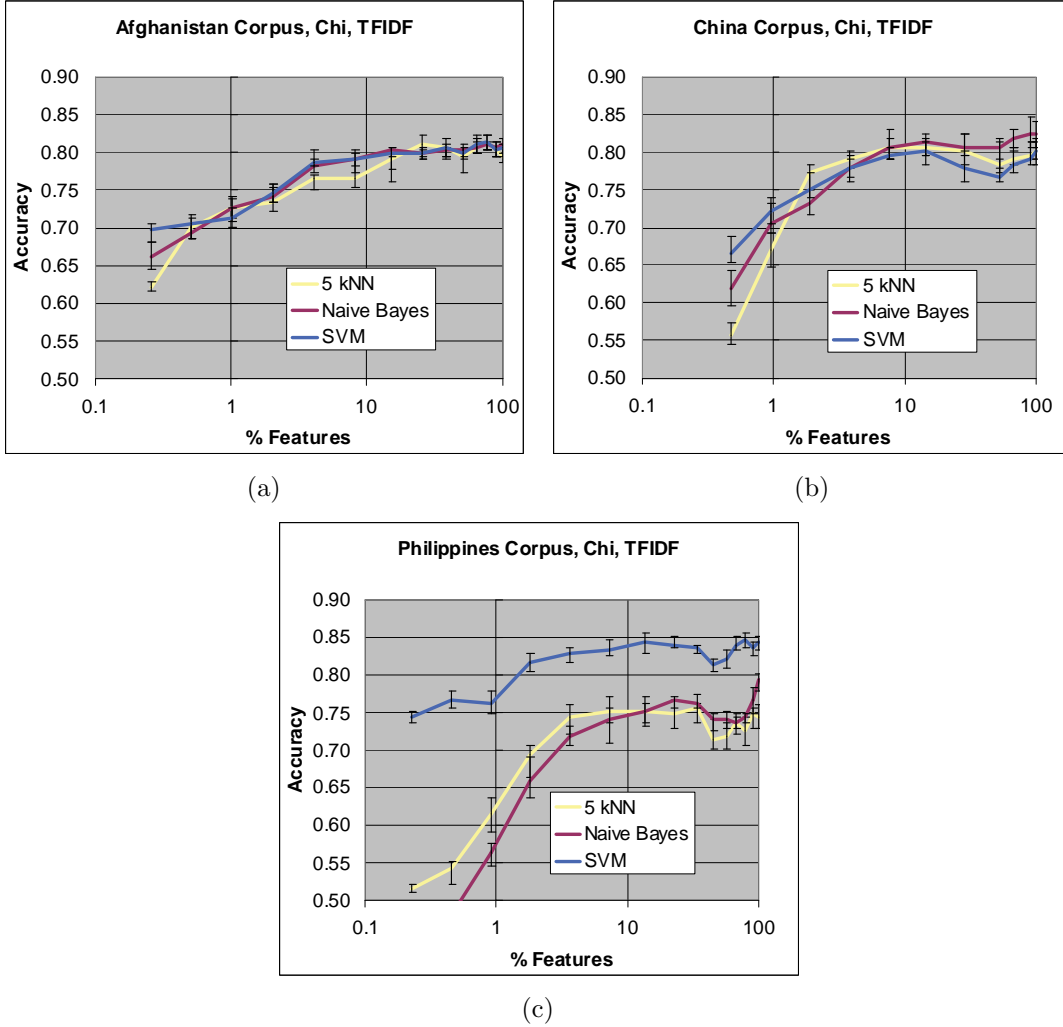 Afghanistan Corpus, Chi, TFIDF
0.90
0.85
0.80
0.75
0.70
0.65
0.60
0.55
0.50
Accuracy
5 kNN
Naive Bayes
SVM
0.1
1
10
100
% Features
(a)
China Corpus, Chi, TFIDF
0.90
0.85
0.80
0.75
0.70
0.65
0.60
0.55
0.50
Accuracy
5 kNN
Naive Bayes
SVM
0.1
1
10
100
% Features
(b)
Philippines Corpus, Chi, TFIDF
0.90
0.85
0.80
0.75
0.70
0.65
0.60
0.55
0.50
Accuracy
5 kNN
Naive Bayes
SVM
0.1
1
10
100
% Features
(c)